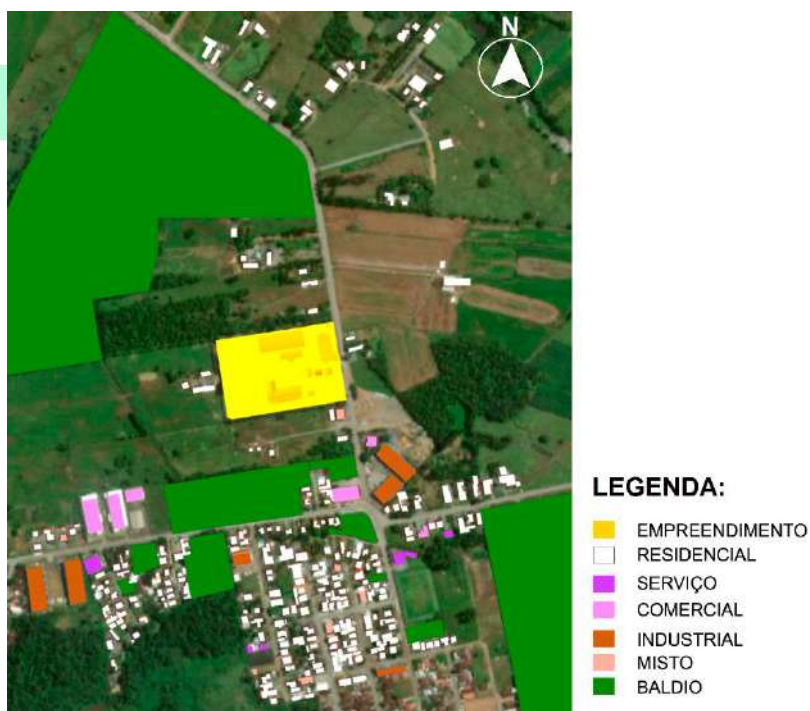 N
LEGENDA:
EMPREENDIMENTO
RESIDENCIAL
SERVIÇO
COMERCIAL
INDUSTRIAL
MISTO
BALDIO